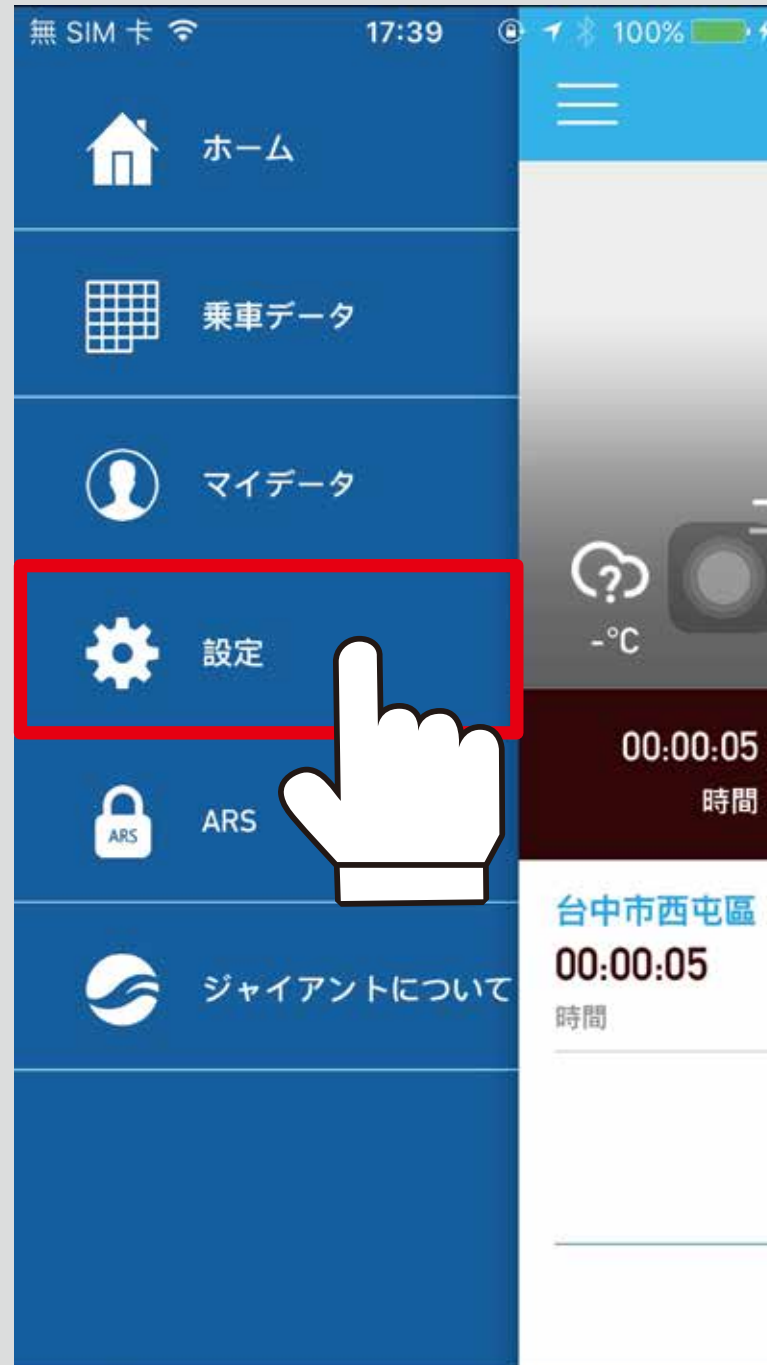 無 SIM 卡 17:39 100%
ホーム
乗車データ
マイデータ
設定
ARS
ARS
ジャイアントについて
-°C
00:00:05
時間
台中市西屯區
00:00:05
時間